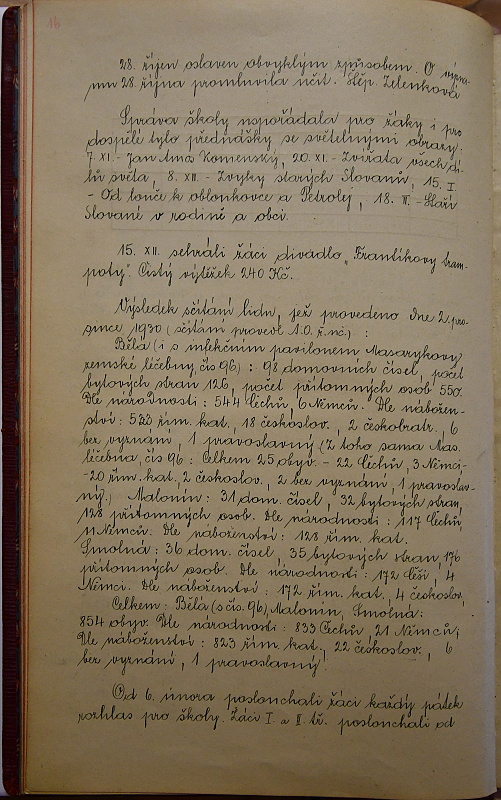 16
28. říjen oslaven obvyklým způsobem. O význa-
mu 28. října promluvila učit. Štěp. Zelenková
Správa školy uspořádala pro žáky i pro
dospělé tyto přednášky se světelnými obrazy.
7. XI. - Jan Ámos Komenský, 20. XI. - Zvířata všech dí-
lů světa, 8. XII. - Zvyky starých Slovanů, 15. I.
- Od louče k obloukovce a Petrolej, 18. II. - Staří
Slované v rodině a obci.
15. XII. sehráli žáci divadlo „Frantíkovy tram-
poty". Čistý výtěžek 240 Kč.
Výsledek sčítání lidu, jež provedeno dne 2. pro-
since 1930 (sčítání provedl t.O. ř. uč.) :
Bělá (i s infekčním pavilonem Masarykovy
zemské léčebny, čís 96) : 98 domovních čísel, počet
bytových stran 126, počet přítomných osob 550.
Dle národnosti : 544 Čechů, 6 Němců. Dle nábožen-
ství : 523 řím. kat., 18 českoslov., 2 českobratr., 6
bez vyznání, 1 pravoslavný (Z toho sama Mas.
léčebna, čís 96 : Celkem 25 obyv. - 22 Čechů, 3 Němci -
- 20 řím. kat., 2 českoslov., 2 bez vyznání, 1 pravoslav-
ný.) Malonín : 31 dom. čísel, 32 bytových stran,
128 přítomných osob. Dle národnosti : 117 Čechů,
11 Němců. Dle náboženství : 128 řím. kat.
Smolná : 36 dom. čísel, 35 bytových stran, 176
přítomných osob. Dle národnosti : 172 Češi, 4
Němci. Dle náboženství : 172 řím. kat., 4 českoslov.
Celkem : Bělá (s čís. 96), Malonín, Smolná :
854 obyv. Dle národnosti : 833 Čechů, 21 Němců;
Dle náboženství : 823 řím. kat., 22 českoslov., 6
bez vyznání, 1 pravoslavný.
Od 6. února poslouchali žáci každý pátek
rozhlas pro školy. Žáci I. a II. tř. poslouchali od